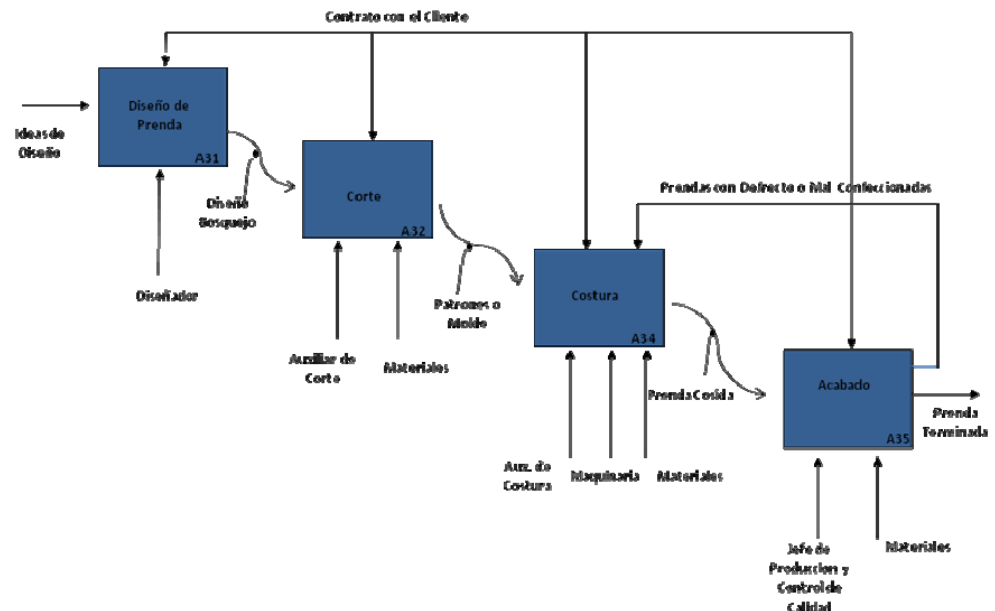 Contrato con el Cliente
Diseño de
Prenda
A31
Ideas de
Diseño
Diseño
Bosquejo
Diseñador
Corte
A32
Auxiliar de
Corte
Materiales
Patrones o
Molde
Prendas con Defrecto o Mal Confeccionadas
Costura
A34
Aux. de
Costura
Maquinaria
Materiales
Prenda Cosida
Acabado
A35
Prenda
Terminada
Jefe de
Produccion y
Control de
Calidad
Materiales